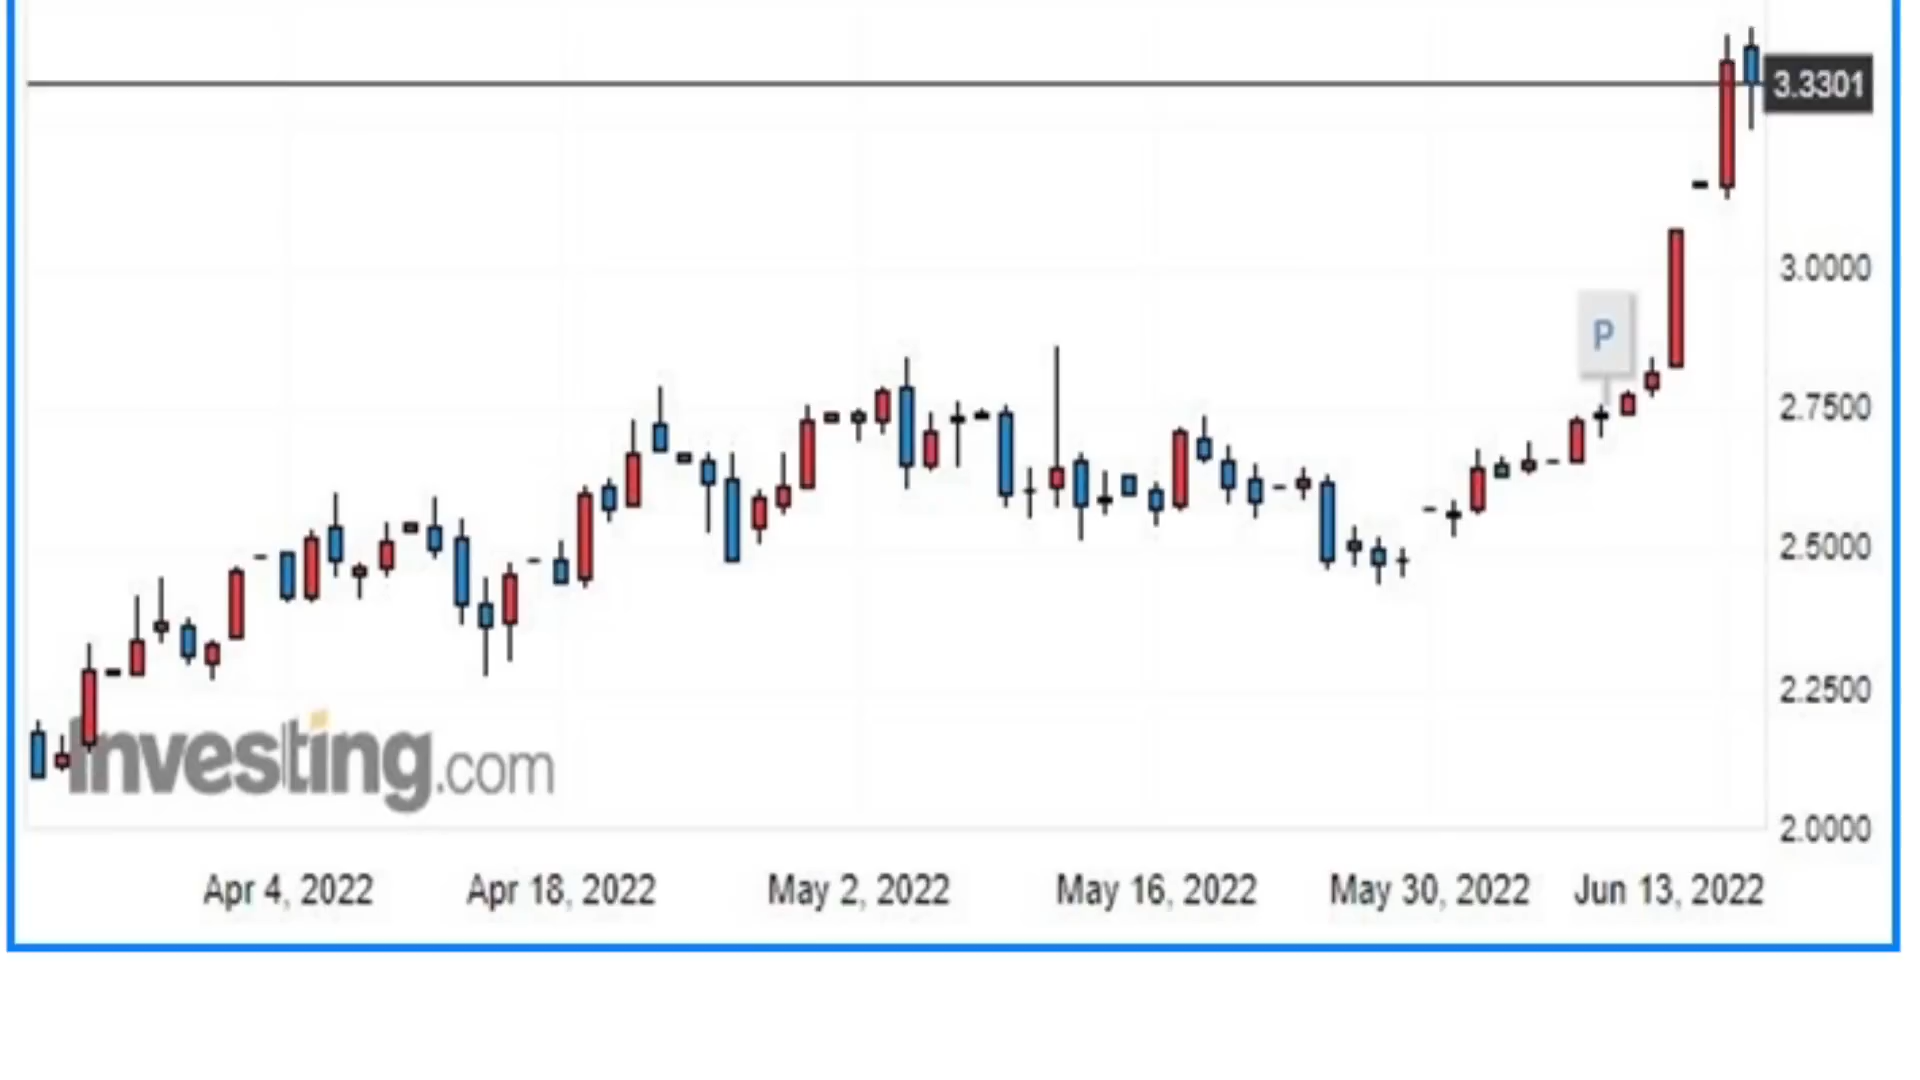 3.3301
3.0000
P
2.7500
2.5000
2.2500
Investing.com
2.0000
Apr 4, 2022 Apr 18, 2022 May 2, 2022 May 16, 2022 May 30, 2022 Jun 13, 2022